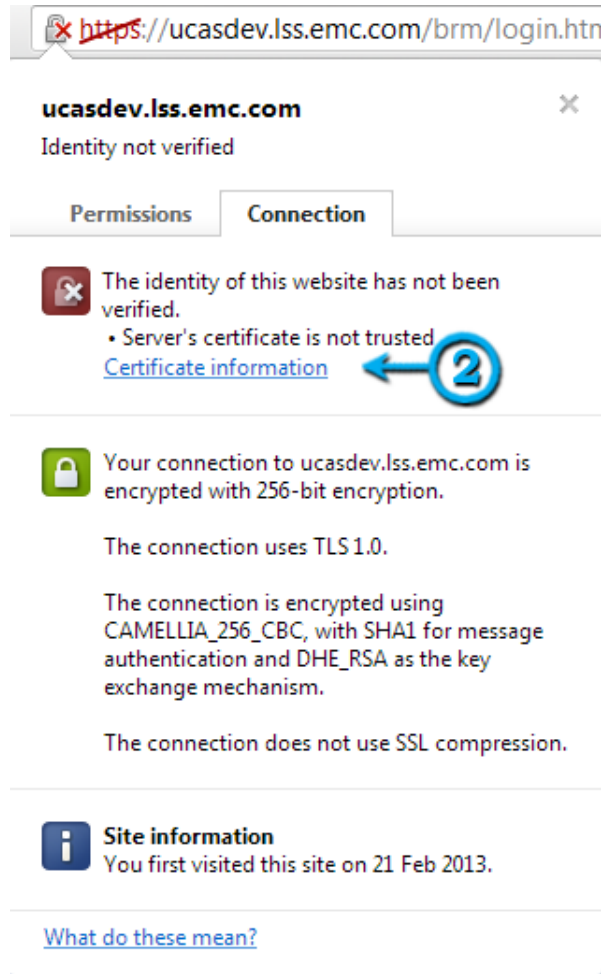 https://ucasdev.lss.emc.com/brm/login.htm
ucasdev.lss.emc.com
Identity not verified
Permissions
Connection
The identity of this website has not been
verified.
• Server's certificate is not trusted
Certificate information
2
Your connection to ucasdev.lss.emc.com is
encrypted with 256-bit encryption.
The connection uses TLS 1.0.
The connection is encrypted using
CAMELLIA_256_CBC, with SHA1 for message
authentication and DHE_RSA as the key
exchange mechanism.
The connection does not use SSL compression.
Site information
You first visited this site on 21 Feb 2013.
What do these mean?